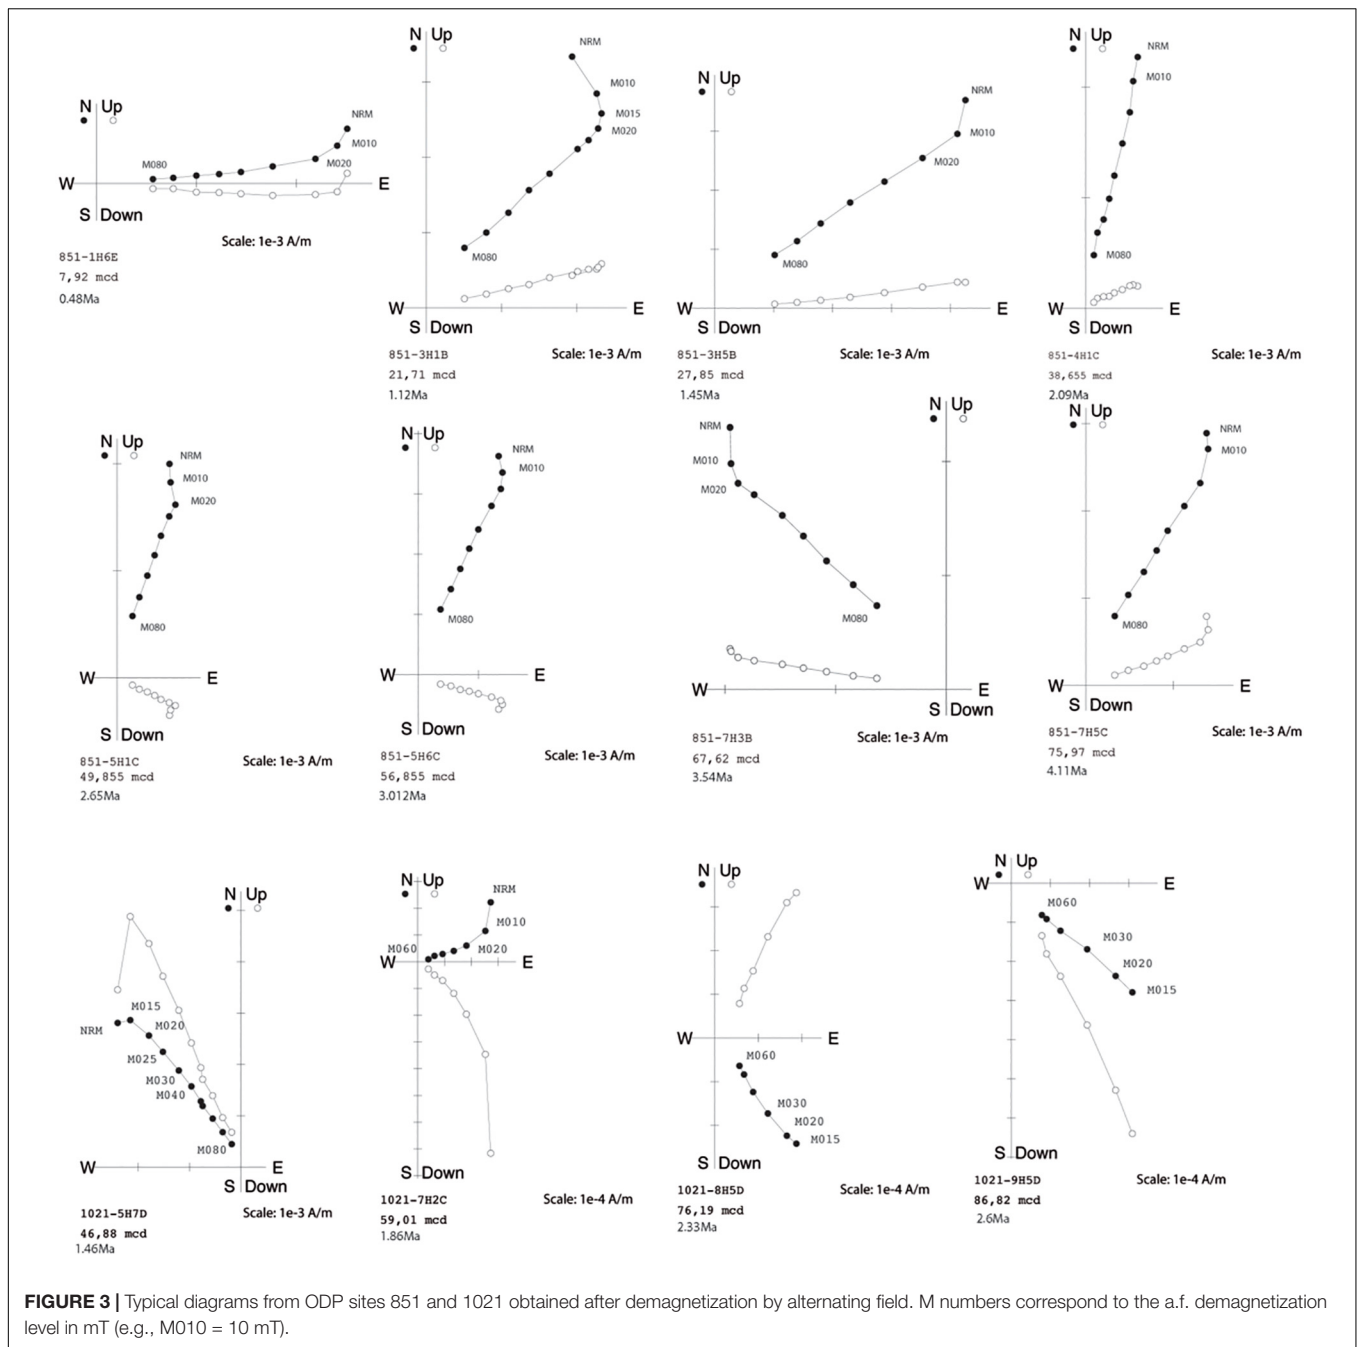 N Up
NRM
M010
M020
M080
W E
S Down
Scale: 1e-3 A/m
851-1H6E
7,92 mcd
0.48Ma
N Up
NRM
M010
M015
M020
M080
W E
S Down
851-3H1B Scale: 1e-3 A/m
21,71 mcd
1.12Ma
N Up
NRM
M010
M020
M080
W E
S Down
851-3H5B Scale: 1e-3 A/m
27,85 mcd
1.45Ma
N Up
NRM
M010
M080
W E
S Down
851-4H1C Scale: 1e-3 A/m
38,655 mcd
2.09Ma
N Up
NRM
M010
M020
M080
W E
S Down
851-5H1C Scale: 1e-3 A/m
49,855 mcd
2.65Ma
N Up
NRM
M010
M080
W E
S Down
851-5H6C Scale: 1e-3 A/m
56,855 mcd
3.012Ma
N Up
NRM
M010
M020
M080
W E
S Down
851-7H3B Scale: 1e-3 A/m
67,62 mcd
3.54Ma
N Up
NRM
M010
M080
W E
S Down
851-7H5C Scale: 1e-3 A/m
75,97 mcd
4.11Ma
N Up
M015
NRM
M020
M025
M030
M040
M080
W E
S Down
1021-5H7D Scale: 1e-3 A/m
46,88 mcd
1.46Ma
N Up
NRM
M010
M020
M060
W E
S Down
1021-7H2C Scale: 1e-4 A/m
59,01 mcd
1.86Ma
N Up
W E
M060
M030
M020
M015
S Down
1021-8H5D Scale: 1e-4 A/m
76,19 mcd
2.33Ma
N Up
W E
M060
M030
M020
M015
S Down
1021-9H5D Scale: 1e-4 A/m
86,82 mcd
2.6Ma
FIGURE 3 | Typical diagrams from ODP sites 851 and 1021 obtained after demagnetization by alternating field. M numbers correspond to the a.f. demagnetization
level in mT (e.g., M010 = 10 mT).